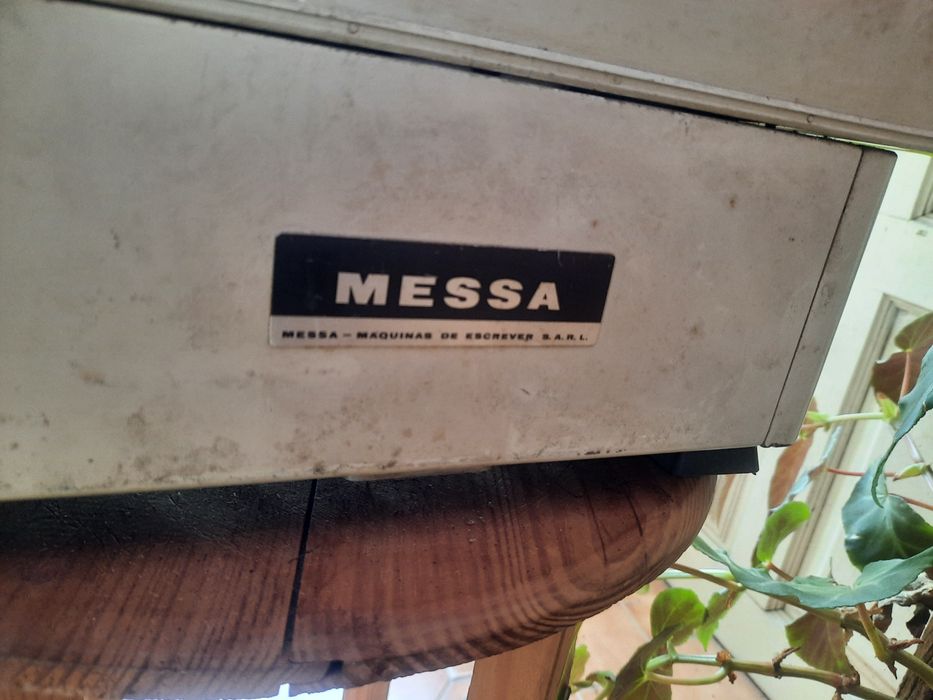 MESSA
MESSA — MAQUINAS DE ESCREVER S.A.R.L.